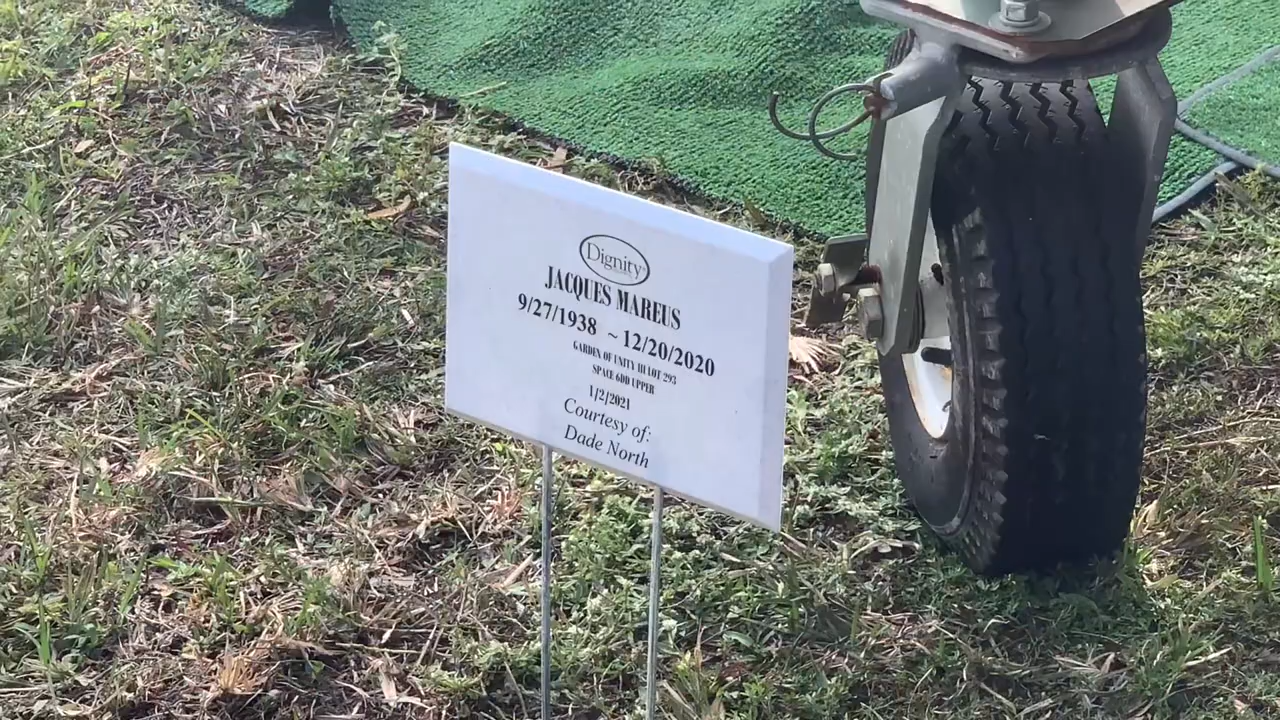 Dignity
JACQUES MAREUS
9/27/1938 ~ 12/20/2020
GARDEN OF UNITY III LOT 293
SPACE 6DD UPPER
1/2/2021
Courtesy of:
Dade North